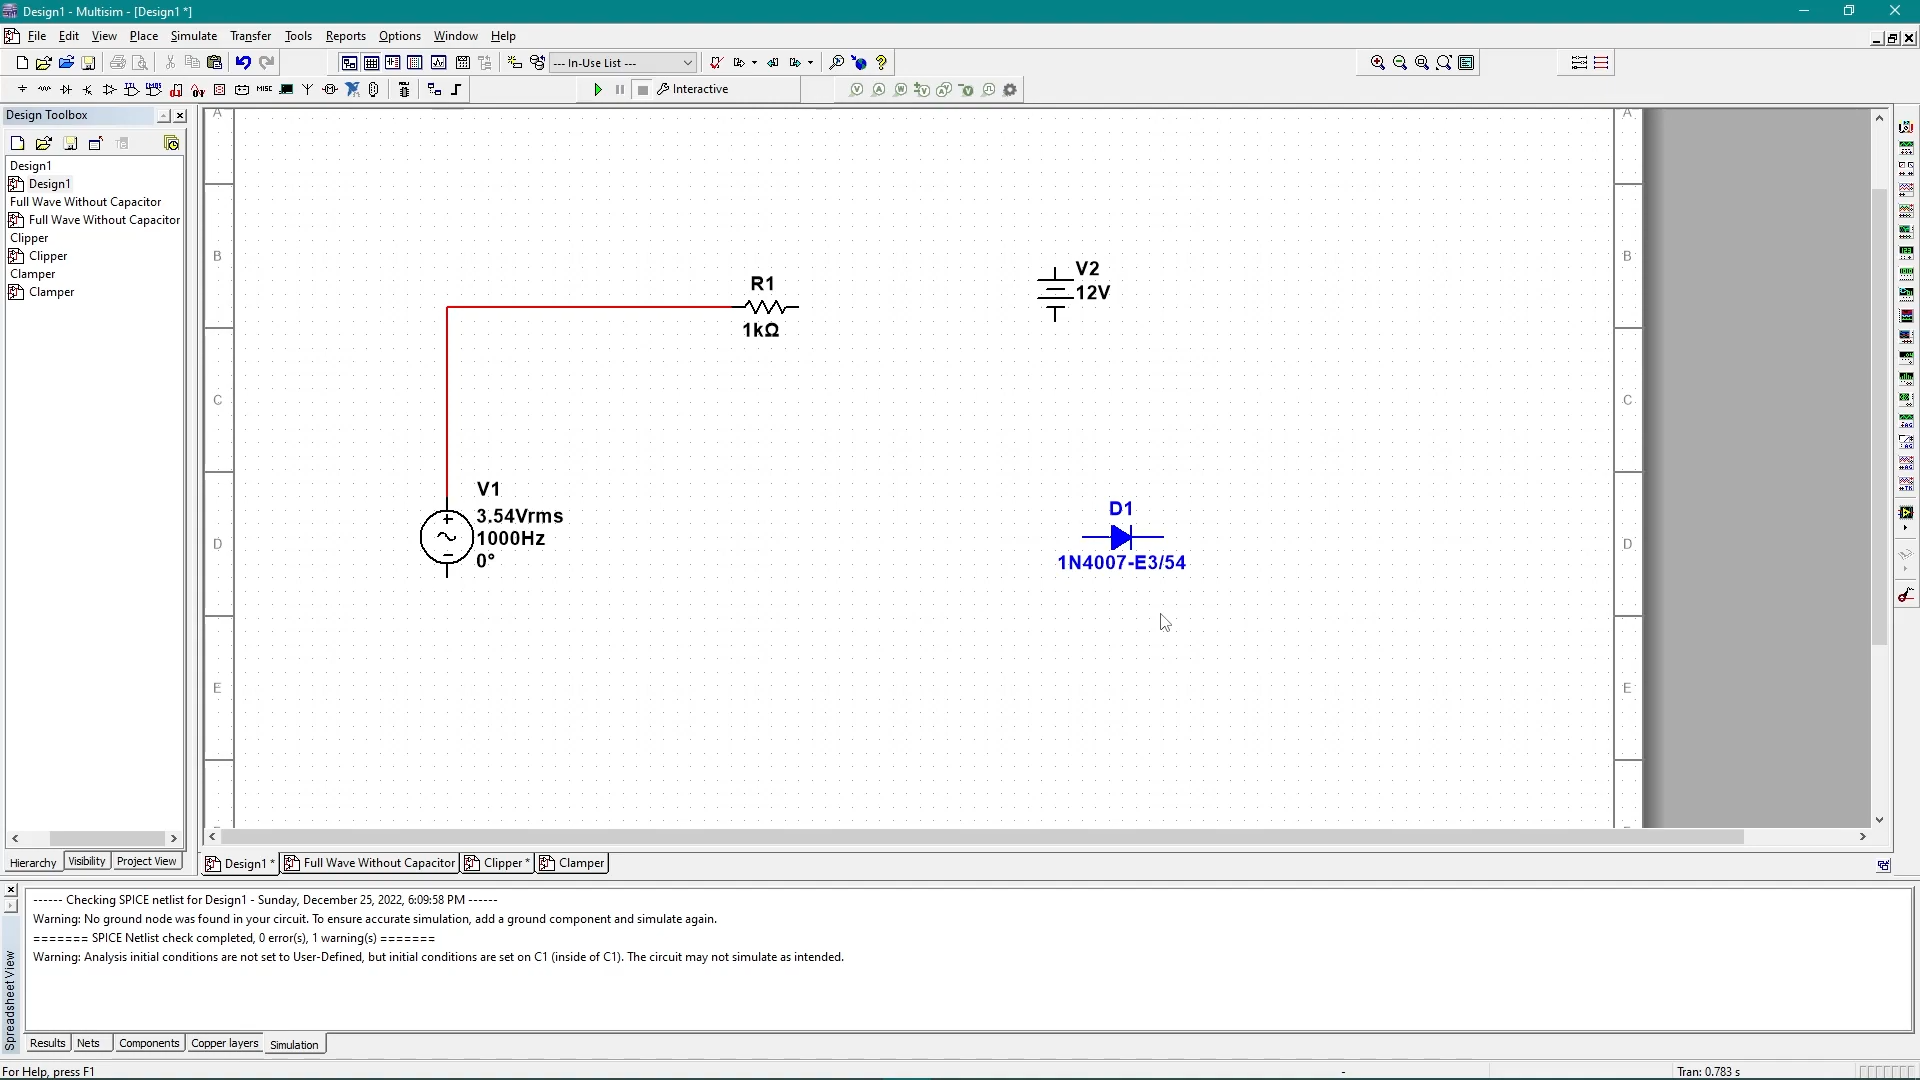 Design1 - Multisim - [Design1 *]
File Edit View Place Simulate Transfer Tools Reports Options Window Help
--- In-Use List ---
MISC
Interactive
Design Toolbox
Design1
Design1
Full Wave Without Capacitor
Full Wave Without Capacitor
Clipper
Clipper
Clamper
Clamper
Hierarchy Visibility Project View
A A
B B
C C
D D
E E
R1
1kΩ
V2
12V
V1
3.54Vrms
1000Hz
0°
D1
1N4007-E3/54
Design1 * Full Wave Without Capacitor Clipper * Clamper
------ Checking SPICE netlist for Design1 - Sunday, December 25, 2022, 6:09:58 PM ------
Warning: No ground node was found in your circuit. To ensure accurate simulation, add a ground component and simulate again.
======= SPICE Netlist check completed, 0 error(s), 1 warning(s) =======
Warning: Analysis initial conditions are not set to User-Defined, but initial conditions are set on C1 (inside of C1). The circuit may not simulate as intended.
Spreadsheet View
Results Nets Components Copper layers Simulation
For Help, press F1
- Tran: 0.783 s